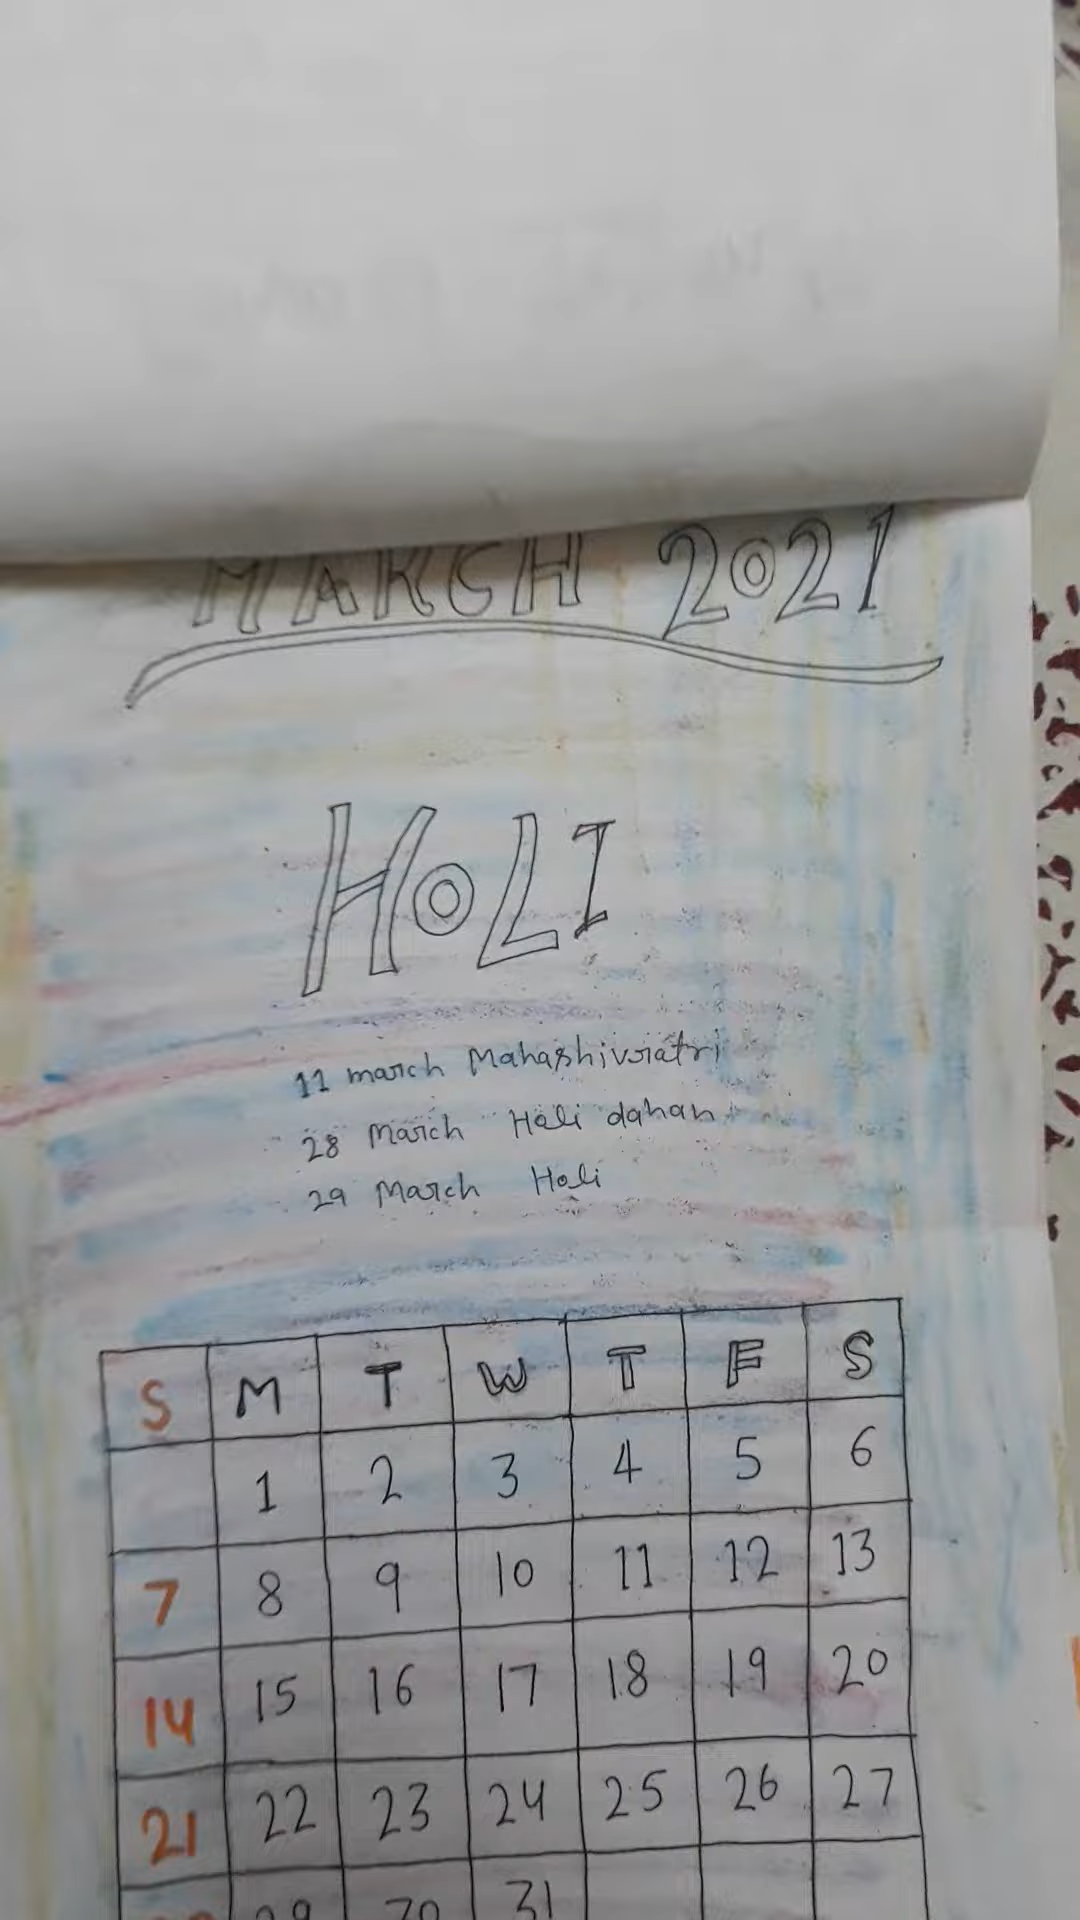 MARCH 2021
HOLI
11 march Mahashivratri
28 March Holi dahan
29 March Holi
S M T W T F S
1 2 3 4 5 6
7 8 9 10 11 12 13
14 15 16 17 18 19 20
21 22 23 24 25 26 27
29 30 31